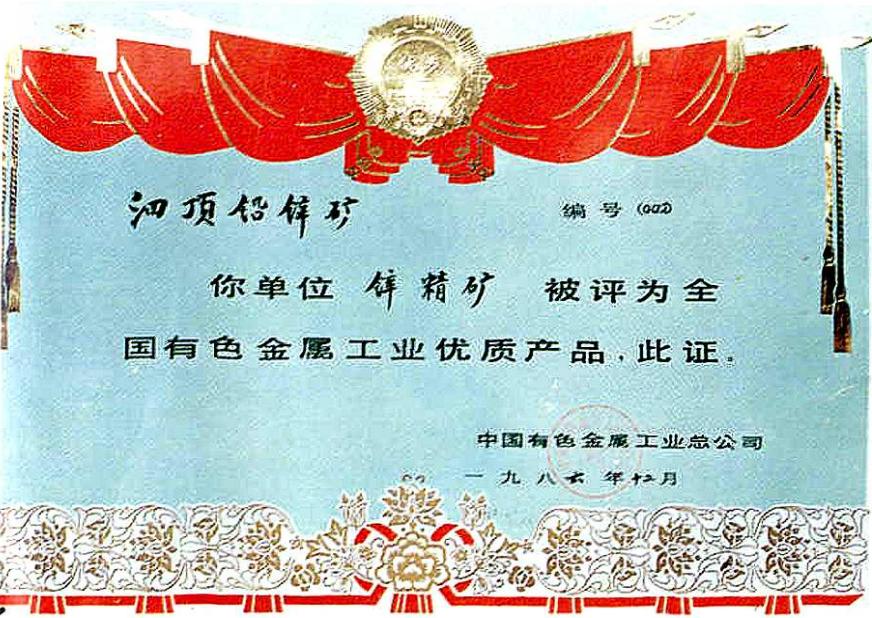 泗顶铅锌矿 编号(002)
你单位 锌精矿 被评为全
国有色金属工业优质产品,此证。
中国有色金属工业总公司
一九八六年十二月